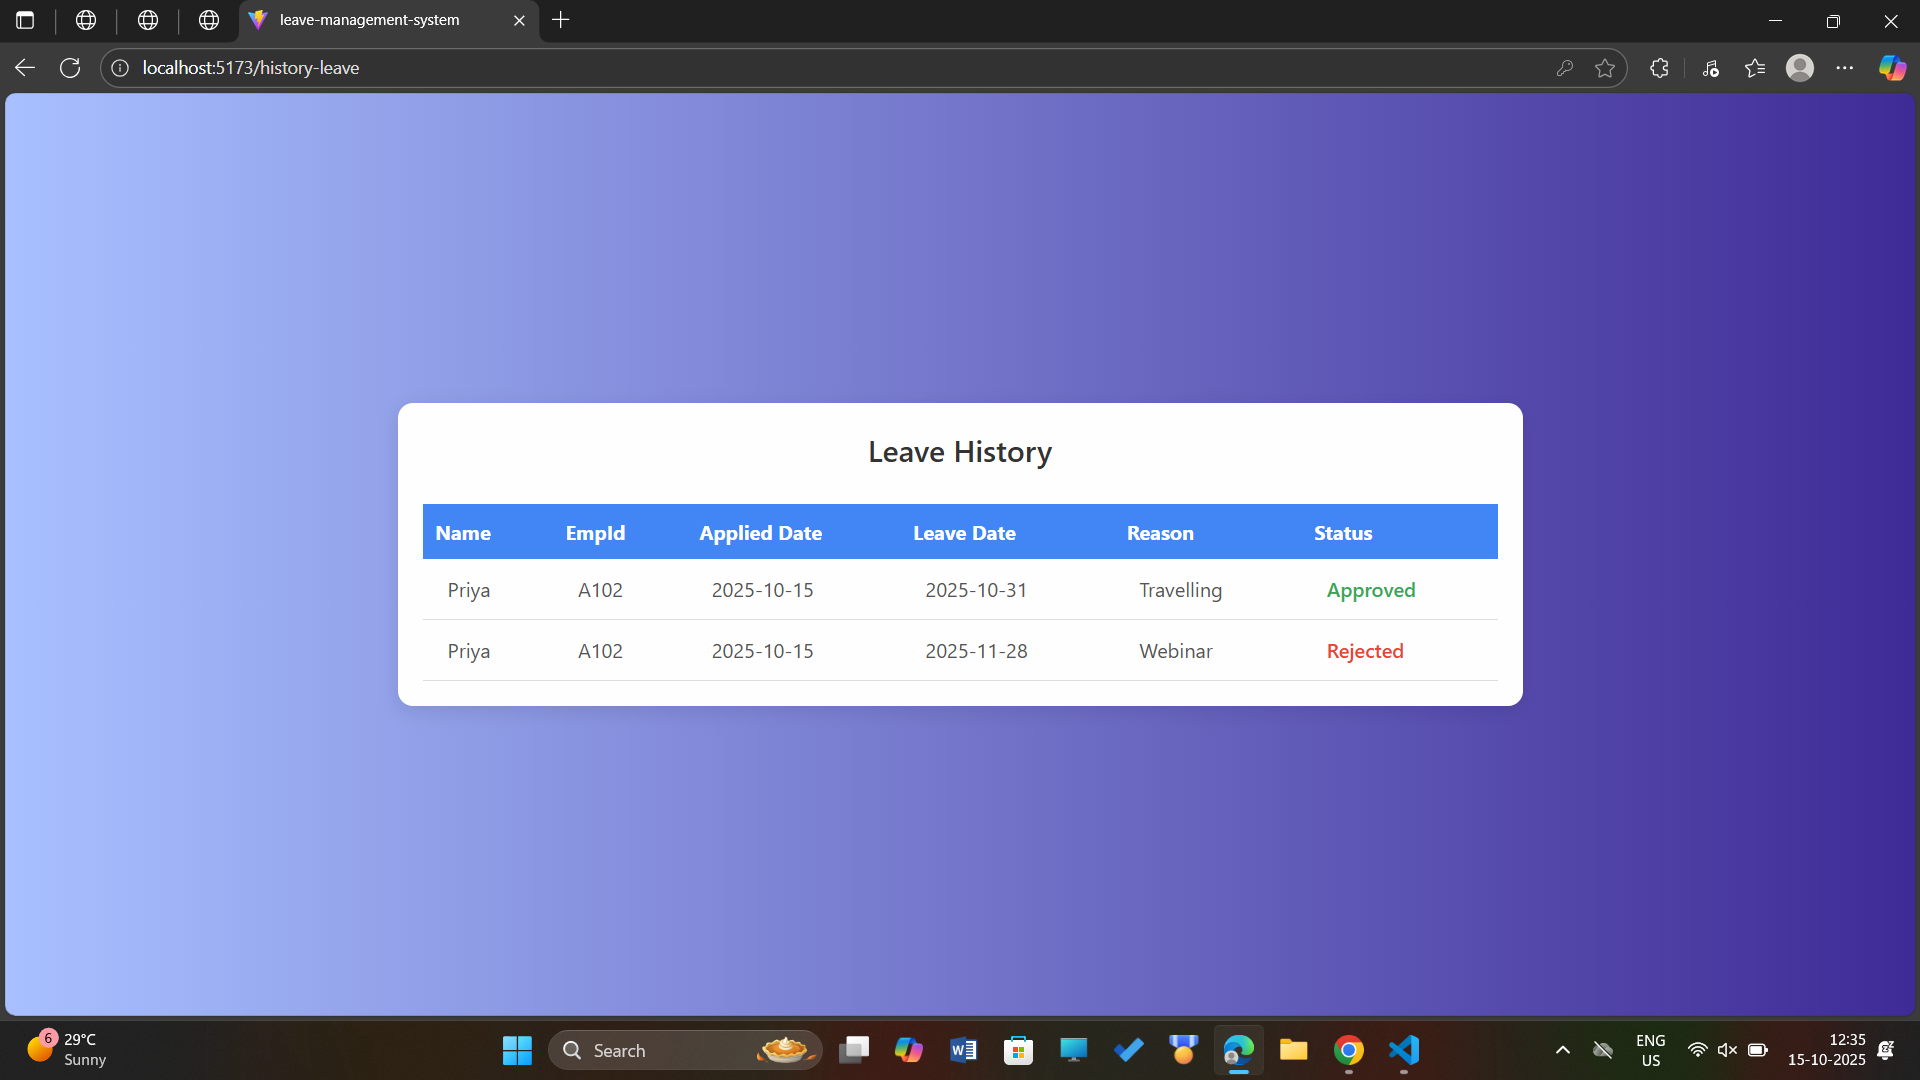 leave-management-system
localhost:5173/history-leave
Leave History
Name EmpId Applied Date Leave Date Reason Status
Priya A102 2025-10-15 2025-10-31 Travelling Approved
Priya A102 2025-10-15 2025-11-28 Webinar Rejected
6 29°C
Sunny
Search
ENG
US
12:35
15-10-2025